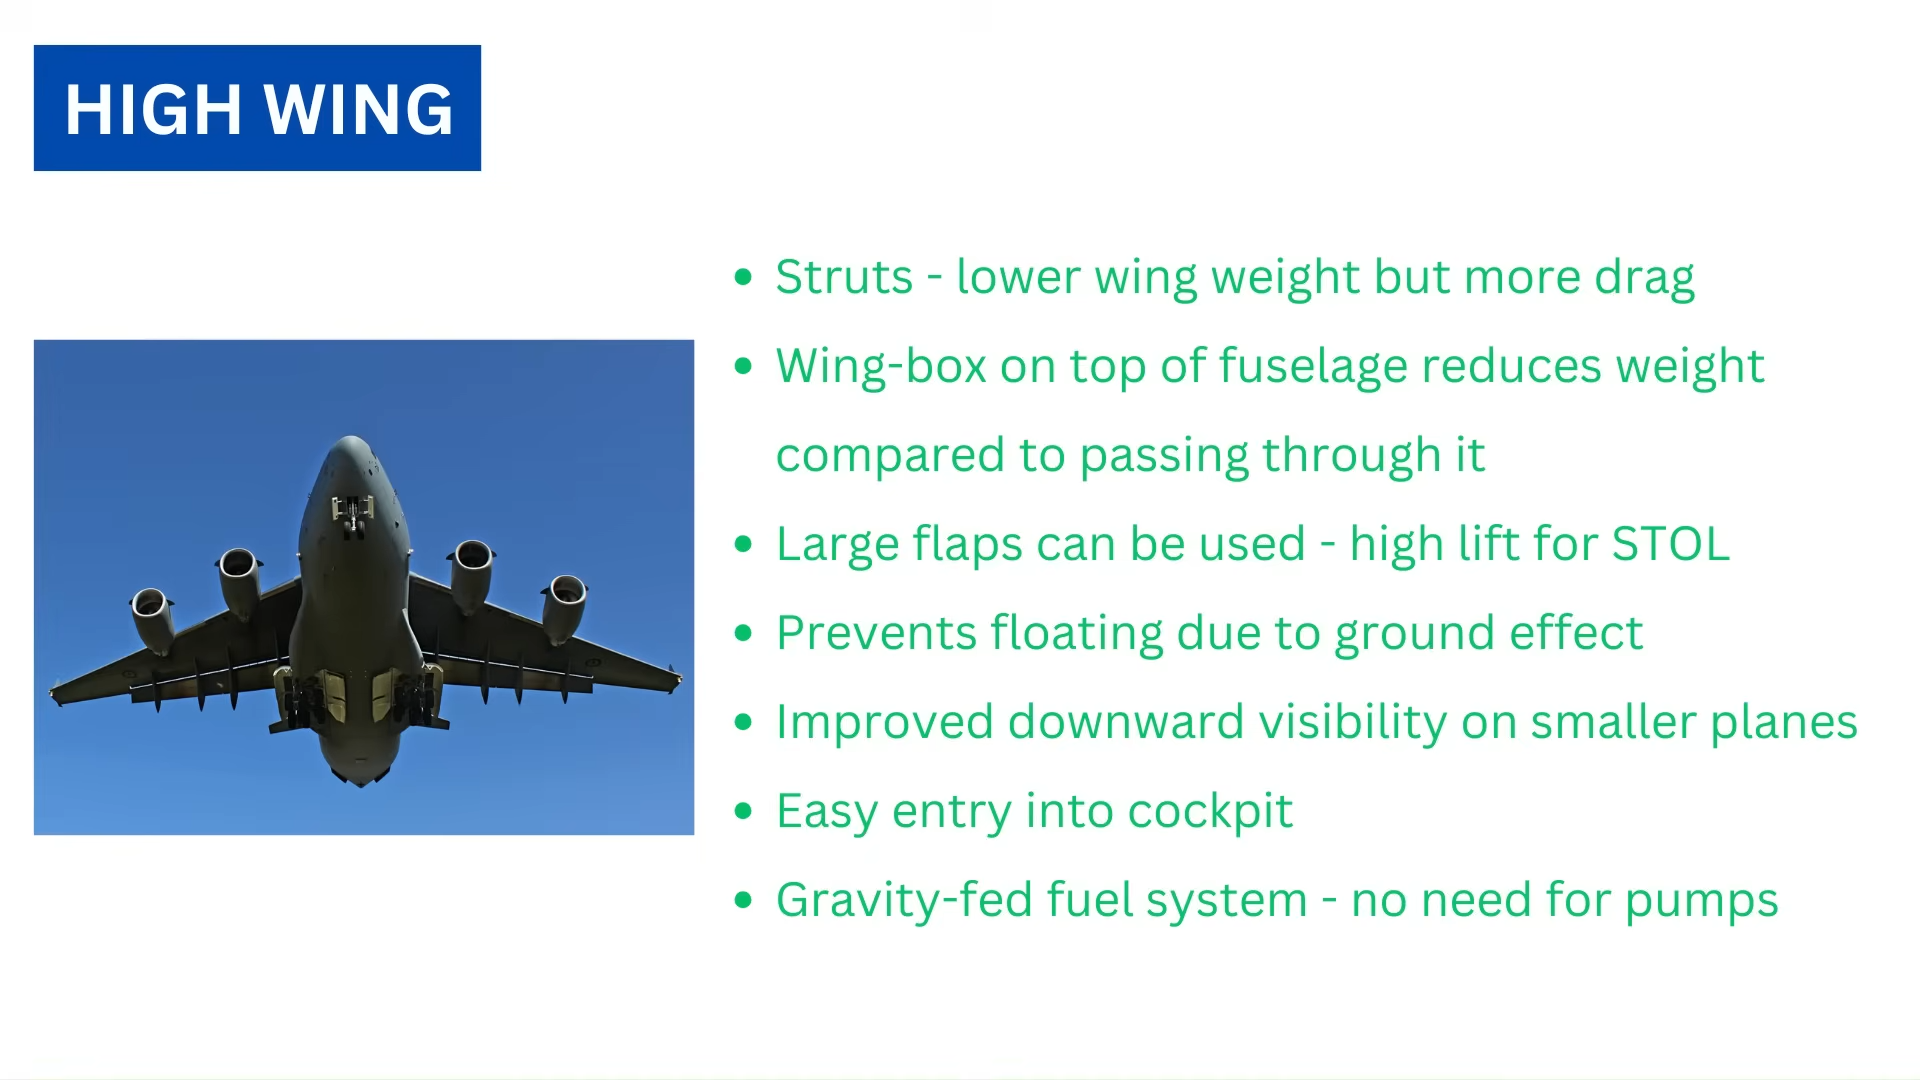 HIGH WING
• Struts - lower wing weight but more drag
• Wing-box on top of fuselage reduces weight
compared to passing through it
• Large flaps can be used - high lift for STOL
• Prevents floating due to ground effect
• Improved downward visibility on smaller planes
• Easy entry into cockpit
• Gravity-fed fuel system - no need for pumps